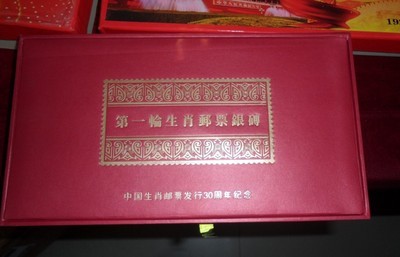 第一輪生肖郵票銀磚
中国生肖邮票发行30周年纪念